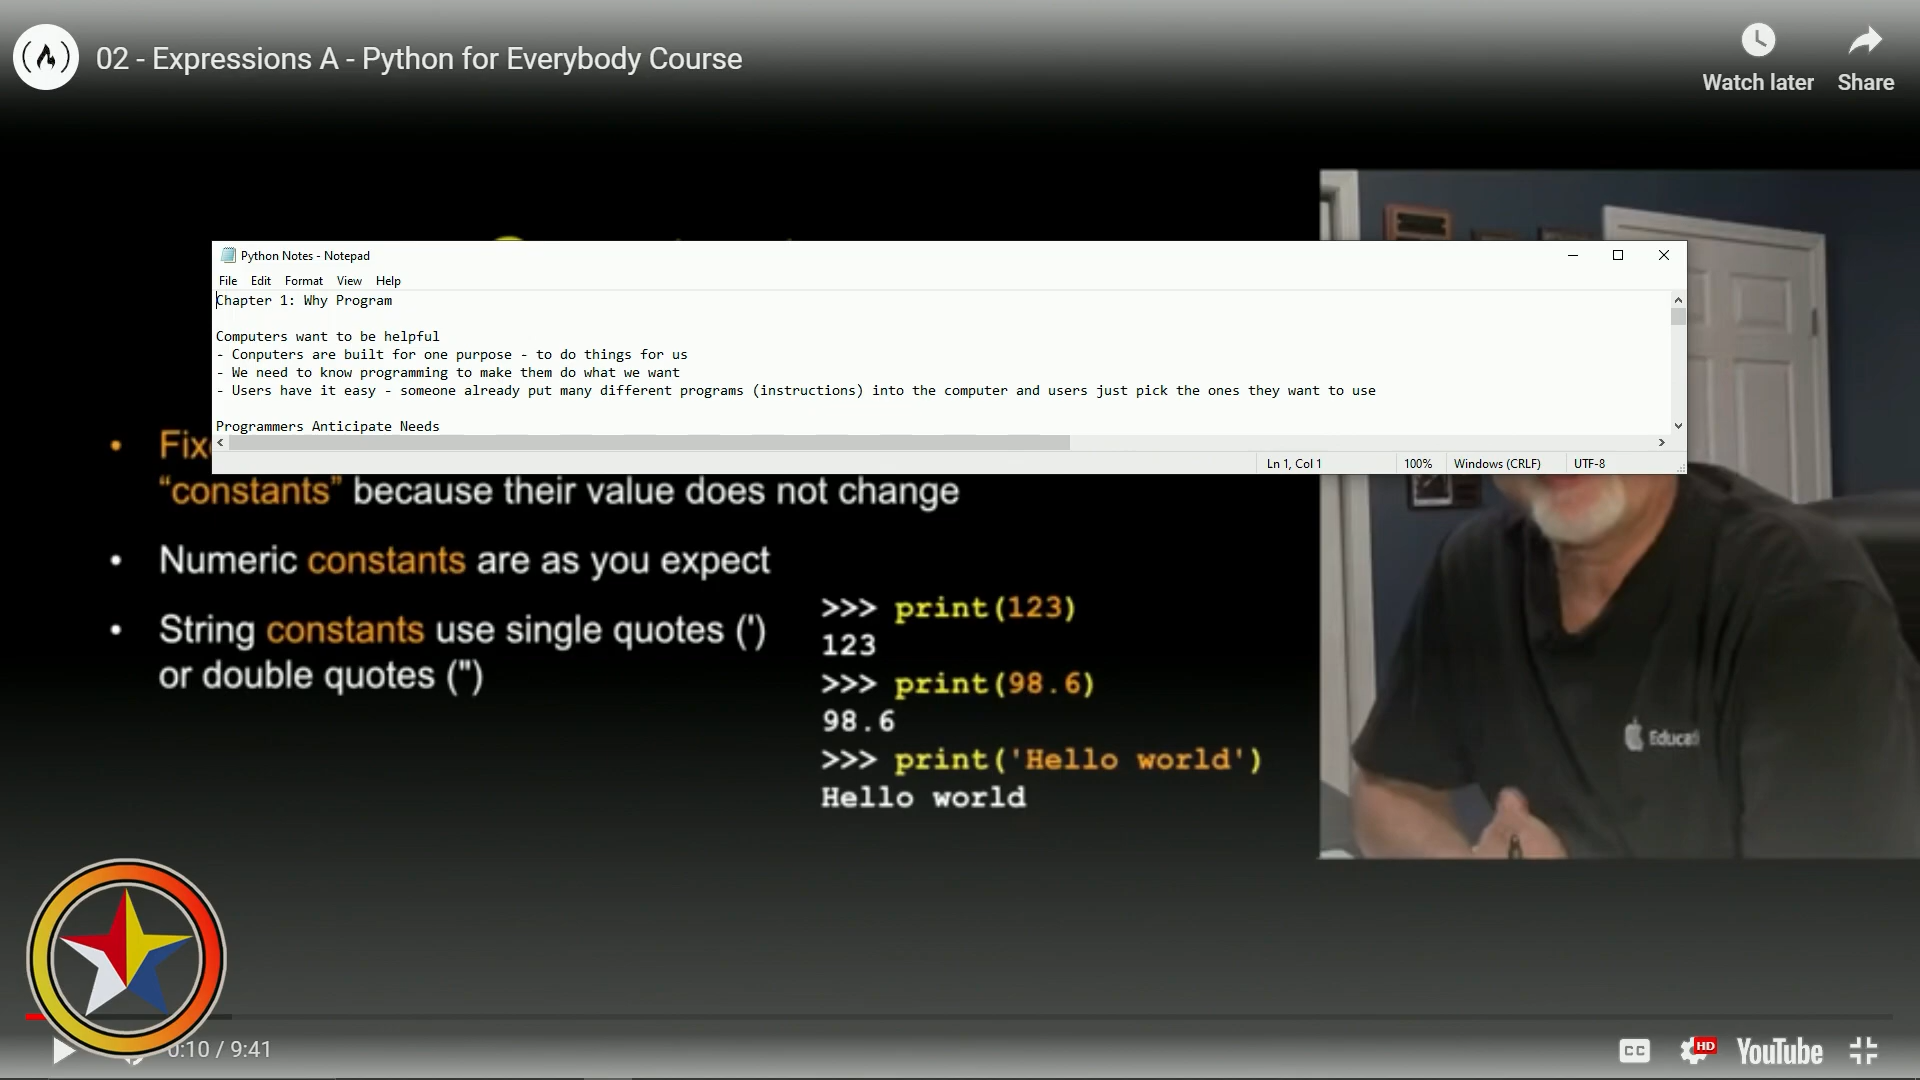 02 - Expressions A - Python for Everybody Course
Watch later
Share
Python Notes - Notepad
File Edit Format View Help
Chapter 1: Why Program
Computers want to be helpful
- Conputers are built for one purpose - to do things for us
- We need to know programming to make them do what we want
- Users have it easy - someone already put many different programs (instructions) into the computer and users just pick the ones they want to use
Programmers Anticipate Needs
Ln 1, Col 1
100%
Windows (CRLF)
UTF-8
• “constants” because their value does not change
• Numeric constants are as you expect
• String constants use single quotes (')
or double quotes (")
>>> print(123)
123
>>> print(98.6)
98.6
>>> print('Hello world')
Hello world
0:10 / 9:41
CC
HD
YouTube